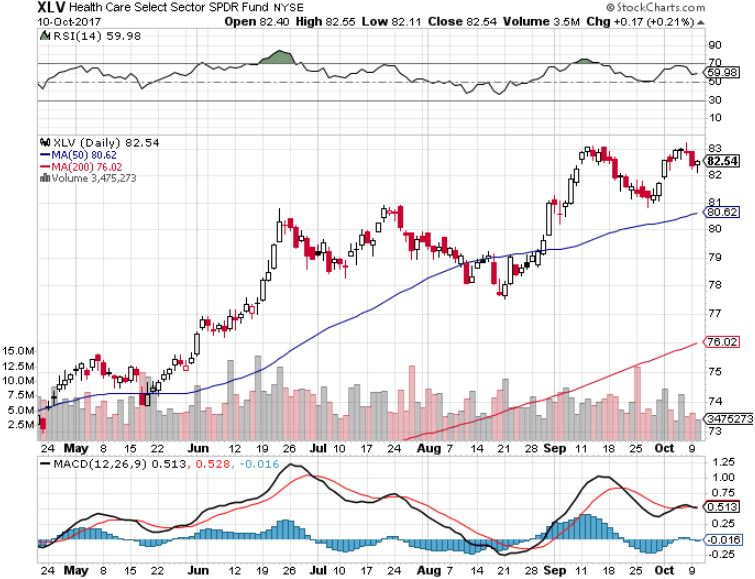 XLV Health Care Select Sector SPDR Fund NYSE © StockCharts.com
10-Oct-2017 Open 82.40 High 82.55 Low 82.11 Close 82.54 Volume 3.5M Chg +0.17 (+0.21%)
RSI(14) 59.98
90
70
59.98
50
30
10
XLV (Daily) 82.54
MA(50) 80.62
MA(200) 76.02
Volume 3,475,273
83
82.54
82
81
80.62
80
79
78
77
76.02
15.0M 75
12.5M
10.0M
7.5M 74
5.0M
3475273
2.5M 73
24 May 8 15 22 Jun 12 19 26 Jul 10 17 24 Aug 7 14 21 28 Sep 11 18 25 Oct 9
MACD(12,26,9) 0.513, 0.528, -0.016
1.25
1.00
0.75
0.513
0.25
-0.016
-0.25
24 May 8 15 22 Jun 12 19 26 Jul 10 17 24 Aug 7 14 21 28 Sep 11 18 25 Oct 9